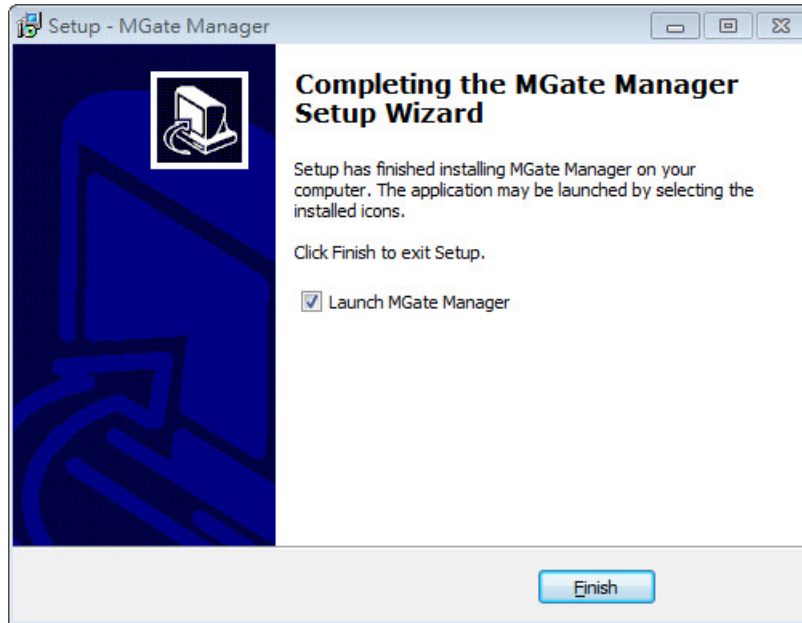 Setup - MGate Manager
Completing the MGate Manager
Setup Wizard
Setup has finished installing MGate Manager on your
computer. The application may be launched by selecting the
installed icons.
Click Finish to exit Setup.
Launch MGate Manager
Finish